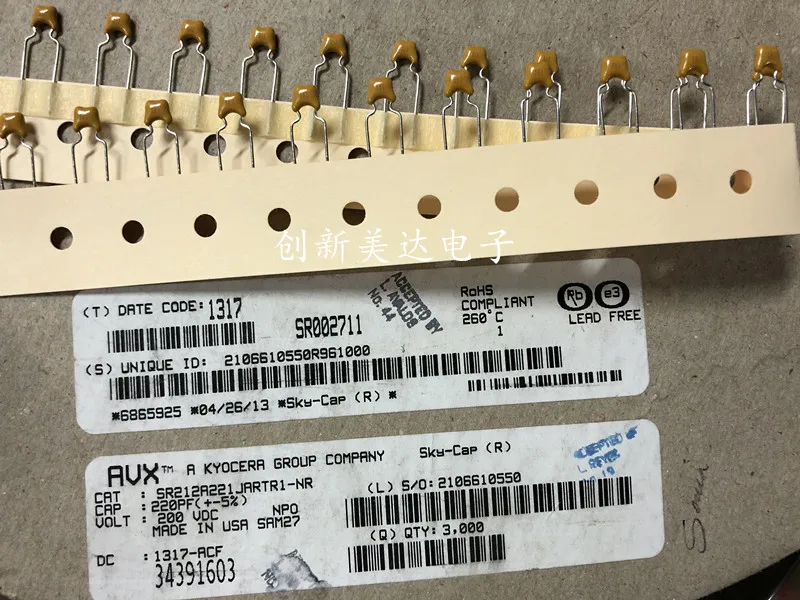 创新美达电子
(T) DATE CODE: 1317
SR002711
ACCEPTED BY
L. AVALOS
No. 44
RoHS
COMPLIANT
260°C
1
Pb e3
LEAD FREE
(S) UNIQUE ID: 2106610550R961000
*6865925 *04/26/13 *Sky-Cap (R) *
AVX™ A KYOCERA GROUP COMPANY
Sky-Cap (R)
ACCEPTED BY
L. REYES
CAT : SR212A221JARTR1-NR
CAP : 220PF(+-5%) NPO
VOLT : 200 VDC
MADE IN USA SAM27
(L) S/O: 2106610550
(Q) QTY: 3,000
DC : 1317-ACF
34391603